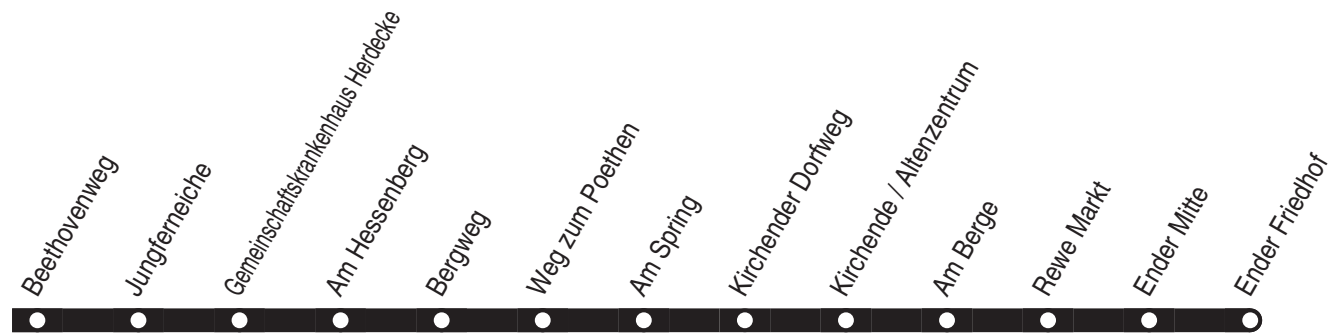 Beethovenweg
Jungferneiche
Gemeinschaftskrankenhaus Herdecke
Am Hessenberg
Bergweg
Weg zum Poethen
Am Spring
Kirchender Dorfweg
Kirchende / Altenzentrum
Am Berge
Rewe Markt
Ender Mitte
Ender Friedhof